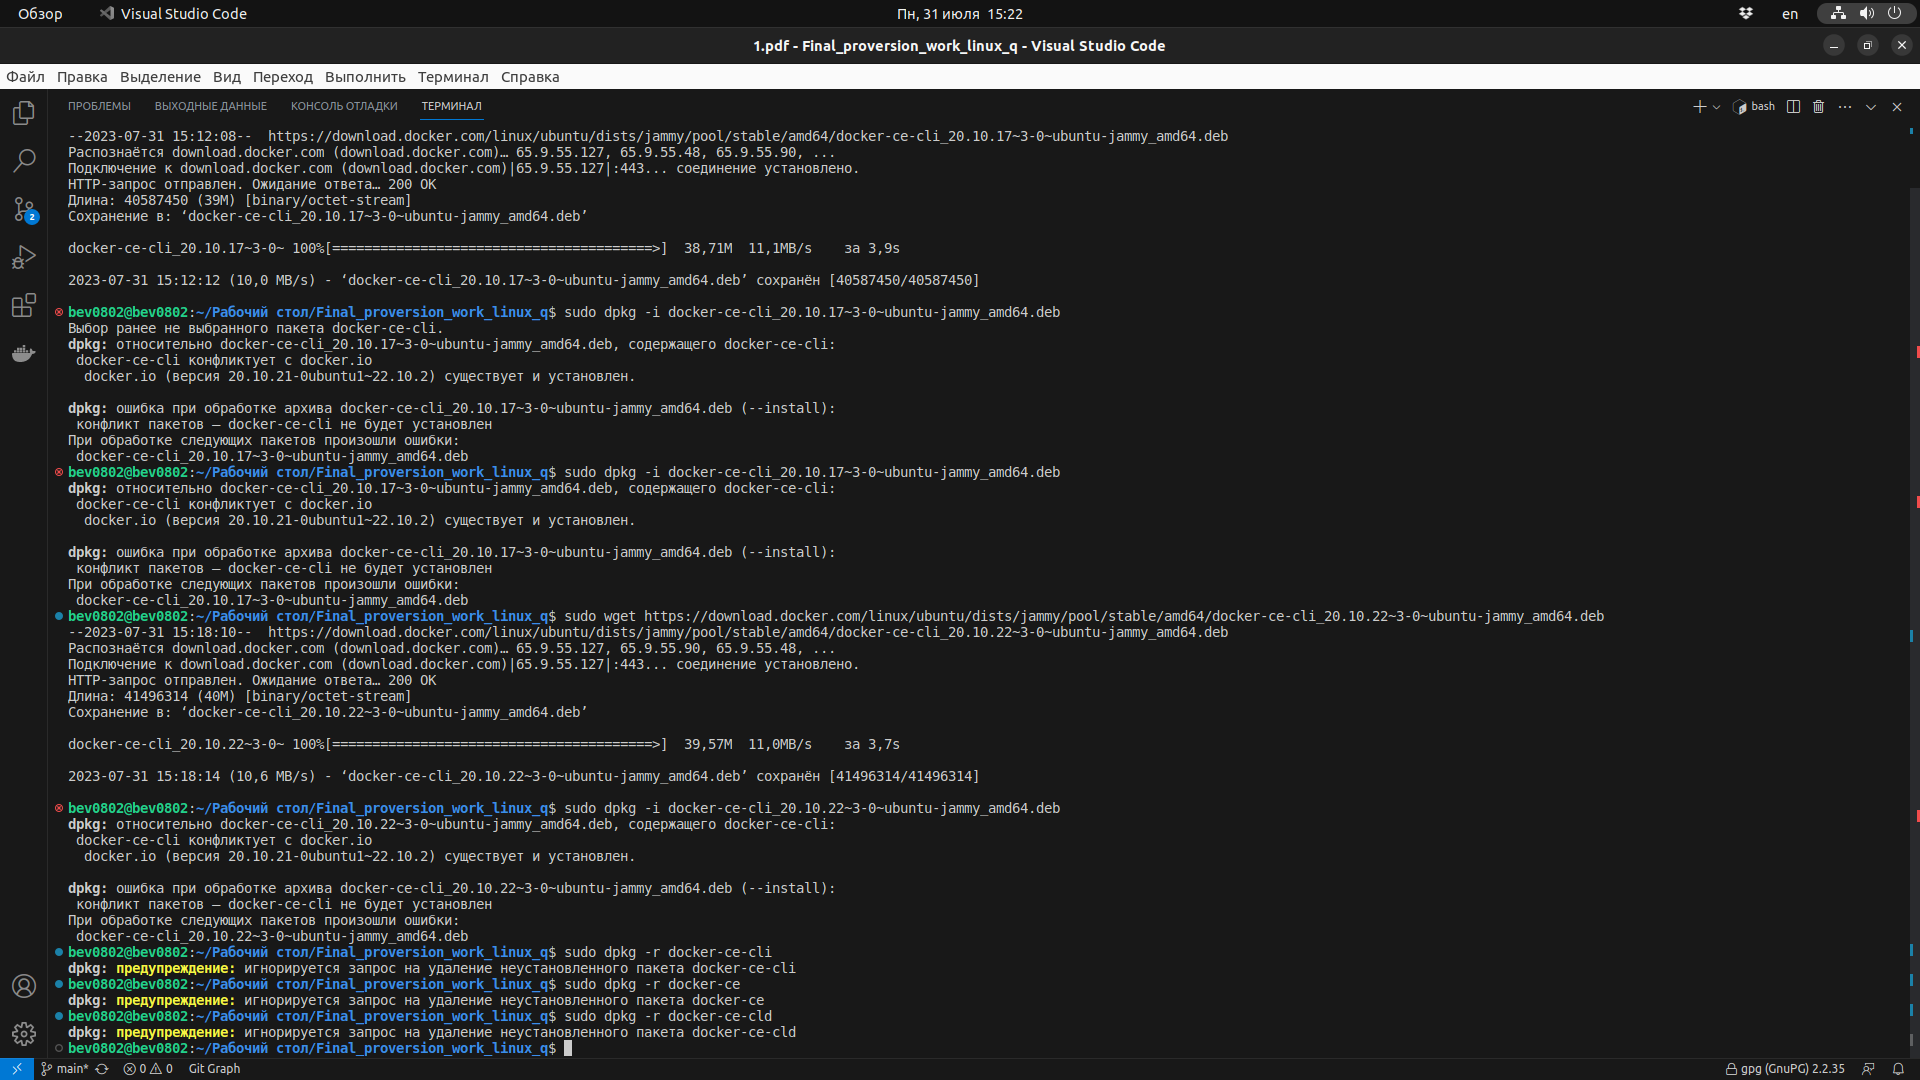 Обзор
Visual Studio Code
Пн, 31 июля 15:22
en
1.pdf - Final_proversion_work_linux_q - Visual Studio Code
Файл Правка Выделение Вид Переход Выполнить Терминал Справка
ПРОБЛЕМЫ ВЫХОДНЫЕ ДАННЫЕ КОНСОЛЬ ОТЛАДКИ ТЕРМИНАЛ
bash
--2023-07-31 15:12:08-- https://download.docker.com/linux/ubuntu/dists/jammy/pool/stable/amd64/docker-ce-cli_20.10.17~3-0~ubuntu-jammy_amd64.deb
Распознаётся download.docker.com (download.docker.com)… 65.9.55.127, 65.9.55.48, 65.9.55.90, ...
Подключение к download.docker.com (download.docker.com)|65.9.55.127|:443... соединение установлено.
HTTP-запрос отправлен. Ожидание ответа… 200 OK
Длина: 40587450 (39M) [binary/octet-stream]
Сохранение в: ‘docker-ce-cli_20.10.17~3-0~ubuntu-jammy_amd64.deb’
docker-ce-cli_20.10.17~3-0~ 100%[========================================>] 38,71M 11,1MB/s за 3,9s
2023-07-31 15:12:12 (10,0 MB/s) - ‘docker-ce-cli_20.10.17~3-0~ubuntu-jammy_amd64.deb’ сохранён [40587450/40587450]
bev0802@bev0802:~/Рабочий стол/Final_proversion_work_linux_q$ sudo dpkg -i docker-ce-cli_20.10.17~3-0~ubuntu-jammy_amd64.deb
Выбор ранее не выбранного пакета docker-ce-cli.
dpkg: относительно docker-ce-cli_20.10.17~3-0~ubuntu-jammy_amd64.deb, содержащего docker-ce-cli:
docker-ce-cli конфликтует с docker.io
docker.io (версия 20.10.21-0ubuntu1~22.10.2) существует и установлен.
dpkg: ошибка при обработке архива docker-ce-cli_20.10.17~3-0~ubuntu-jammy_amd64.deb (--install):
конфликт пакетов — docker-ce-cli не будет установлен
При обработке следующих пакетов произошли ошибки:
docker-ce-cli_20.10.17~3-0~ubuntu-jammy_amd64.deb
bev0802@bev0802:~/Рабочий стол/Final_proversion_work_linux_q$ sudo dpkg -i docker-ce-cli_20.10.17~3-0~ubuntu-jammy_amd64.deb
dpkg: относительно docker-ce-cli_20.10.17~3-0~ubuntu-jammy_amd64.deb, содержащего docker-ce-cli:
docker-ce-cli конфликтует с docker.io
docker.io (версия 20.10.21-0ubuntu1~22.10.2) существует и установлен.
dpkg: ошибка при обработке архива docker-ce-cli_20.10.17~3-0~ubuntu-jammy_amd64.deb (--install):
конфликт пакетов — docker-ce-cli не будет установлен
При обработке следующих пакетов произошли ошибки:
docker-ce-cli_20.10.17~3-0~ubuntu-jammy_amd64.deb
bev0802@bev0802:~/Рабочий стол/Final_proversion_work_linux_q$ sudo wget https://download.docker.com/linux/ubuntu/dists/jammy/pool/stable/amd64/docker-ce-cli_20.10.22~3-0~ubuntu-jammy_amd64.deb
--2023-07-31 15:18:10-- https://download.docker.com/linux/ubuntu/dists/jammy/pool/stable/amd64/docker-ce-cli_20.10.22~3-0~ubuntu-jammy_amd64.deb
Распознаётся download.docker.com (download.docker.com)… 65.9.55.127, 65.9.55.90, 65.9.55.48, ...
Подключение к download.docker.com (download.docker.com)|65.9.55.127|:443... соединение установлено.
HTTP-запрос отправлен. Ожидание ответа… 200 OK
Длина: 41496314 (40M) [binary/octet-stream]
Сохранение в: ‘docker-ce-cli_20.10.22~3-0~ubuntu-jammy_amd64.deb’
docker-ce-cli_20.10.22~3-0~ 100%[========================================>] 39,57M 11,0MB/s за 3,7s
2023-07-31 15:18:14 (10,6 MB/s) - ‘docker-ce-cli_20.10.22~3-0~ubuntu-jammy_amd64.deb’ сохранён [41496314/41496314]
bev0802@bev0802:~/Рабочий стол/Final_proversion_work_linux_q$ sudo dpkg -i docker-ce-cli_20.10.22~3-0~ubuntu-jammy_amd64.deb
dpkg: относительно docker-ce-cli_20.10.22~3-0~ubuntu-jammy_amd64.deb, содержащего docker-ce-cli:
docker-ce-cli конфликтует с docker.io
docker.io (версия 20.10.21-0ubuntu1~22.10.2) существует и установлен.
dpkg: ошибка при обработке архива docker-ce-cli_20.10.22~3-0~ubuntu-jammy_amd64.deb (--install):
конфликт пакетов — docker-ce-cli не будет установлен
При обработке следующих пакетов произошли ошибки:
docker-ce-cli_20.10.22~3-0~ubuntu-jammy_amd64.deb
bev0802@bev0802:~/Рабочий стол/Final_proversion_work_linux_q$ sudo dpkg -r docker-ce-cli
dpkg: предупреждение: игнорируется запрос на удаление неустановленного пакета docker-ce-cli
bev0802@bev0802:~/Рабочий стол/Final_proversion_work_linux_q$ sudo dpkg -r docker-ce
dpkg: предупреждение: игнорируется запрос на удаление неустановленного пакета docker-ce
bev0802@bev0802:~/Рабочий стол/Final_proversion_work_linux_q$ sudo dpkg -r docker-ce-cld
dpkg: предупреждение: игнорируется запрос на удаление неустановленного пакета docker-ce-cld
bev0802@bev0802:~/Рабочий стол/Final_proversion_work_linux_q$
2
main* 0 0 Git Graph
gpg (GnuPG) 2.2.35